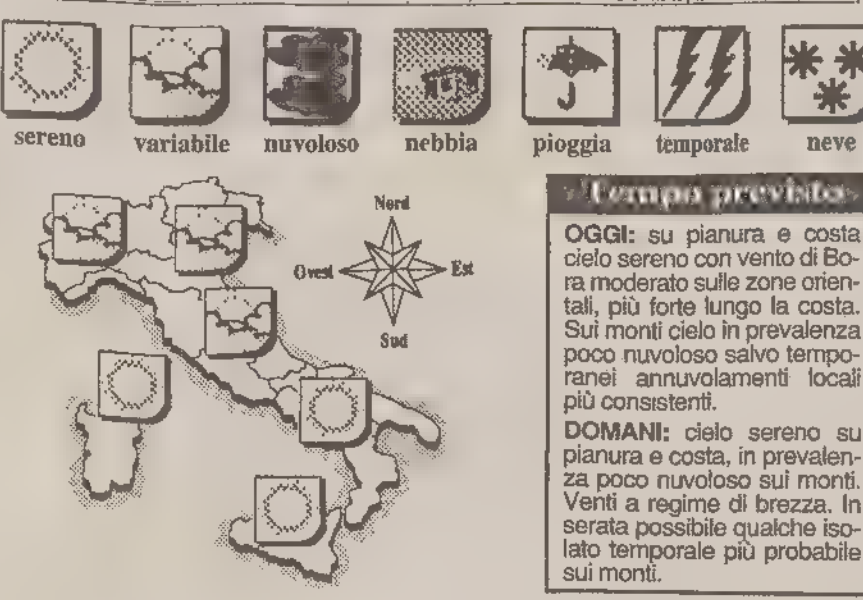 sereno variabile nuvoloso nebbia pioggia temporale neve
Nord
Ovest Est
Sud
Tempo previsto
OGGI: su pianura e costa
cielo sereno con vento di Bo-
ra moderato sulle zone orien-
tali, più forte lungo la costa.
Sui monti cielo in prevalenza
poco nuvoloso salvo tempo-
ranei annuvolamenti locali
più consistenti.
DOMANI: cielo sereno su
pianura e costa, in prevalen-
za poco nuvoloso sui monti.
Venti a regime di brezza. In
serata possibile qualche iso-
lato temporale più probabile
sui monti.